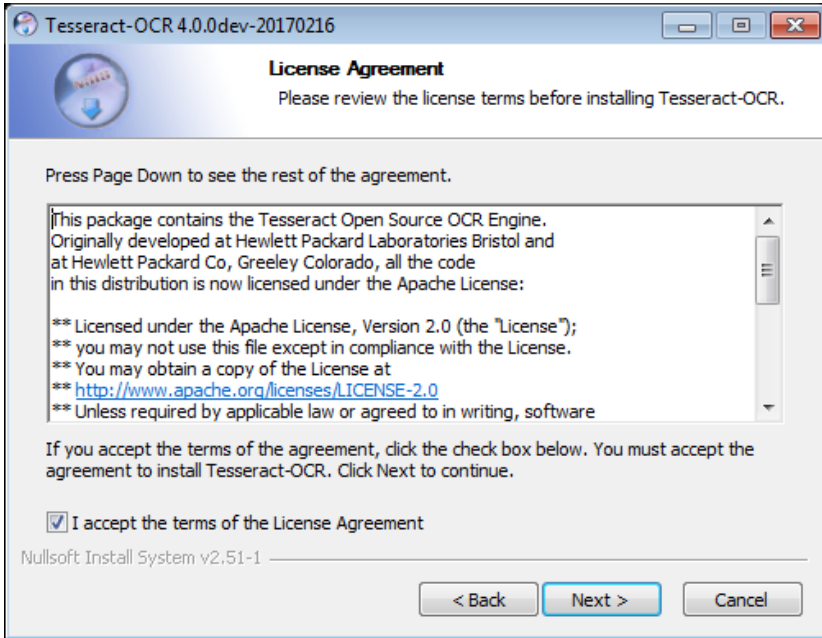 Tesseract-OCR 4.0.0dev-20170216
License Agreement
Please review the license terms before installing Tesseract-OCR.
NSIS
Press Page Down to see the rest of the agreement.
This package contains the Tesseract Open Source OCR Engine.
Originally developed at Hewlett Packard Laboratories Bristol and
at Hewlett Packard Co, Greeley Colorado, all the code
in this distribution is now licensed under the Apache License:
** Licensed under the Apache License, Version 2.0 (the "License");
** you may not use this file except in compliance with the License.
** You may obtain a copy of the License at
** http://www.apache.org/licenses/LICENSE-2.0
** Unless required by applicable law or agreed to in writing, software
If you accept the terms of the agreement, click the check box below. You must accept the
agreement to install Tesseract-OCR. Click Next to continue.
I accept the terms of the License Agreement
Nullsoft Install System v2.51-1
< Back Next > Cancel